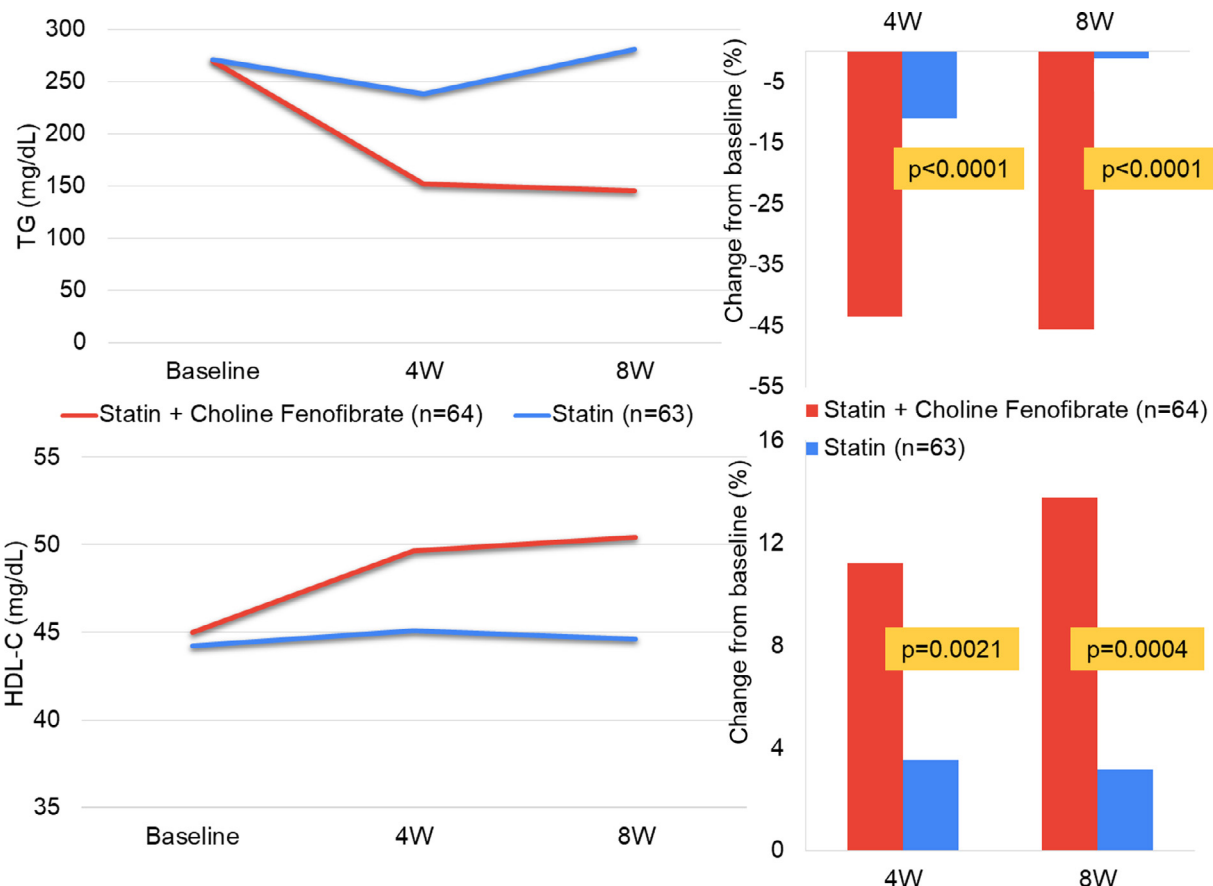 300
250
200
150
100
50
0
TG (mg/dL)
Baseline
4W
8W
4W
8W
Change from baseline (%)
-5
-15
-25
-35
-45
-55
p<0.0001
p<0.0001
Statin + Choline Fenofibrate (n=64)
Statin (n=63)
Statin + Choline Fenofibrate (n=64)
Statin (n=63)
55
50
45
40
35
HDL-C (mg/dL)
Baseline
4W
8W
Change from baseline (%)
16
12
8
4
0
p=0.0021
p=0.0004
4W
8W